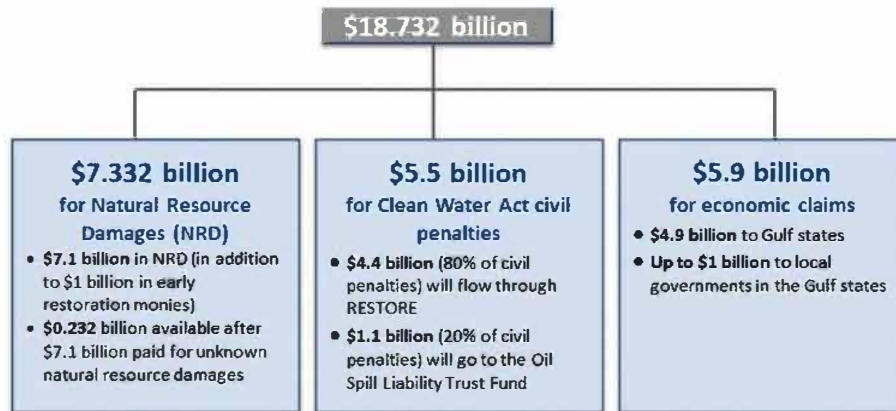 $18.732 billion
$7.332 billion
for Natural Resource
Damages (NRD)
• $7.1 billion in NRD (in addition
to $1 billion in early
restoration monies)
• $0.232 billion available after
$7.1 billion paid for unknown
natural resource damages
$5.5 billion
for Clean Water Act civil
penalties
• $4.4 billion (80% of civil
penalties) will flow through
RESTORE
• $1.1 billion (20% of civil
penalties) will go to the Oil
Spill Liability Trust Fund
$5.9 billion
for economic claims
• $4.9 billion to Gulf states
• Up to $1 billion to local
governments in the Gulf states